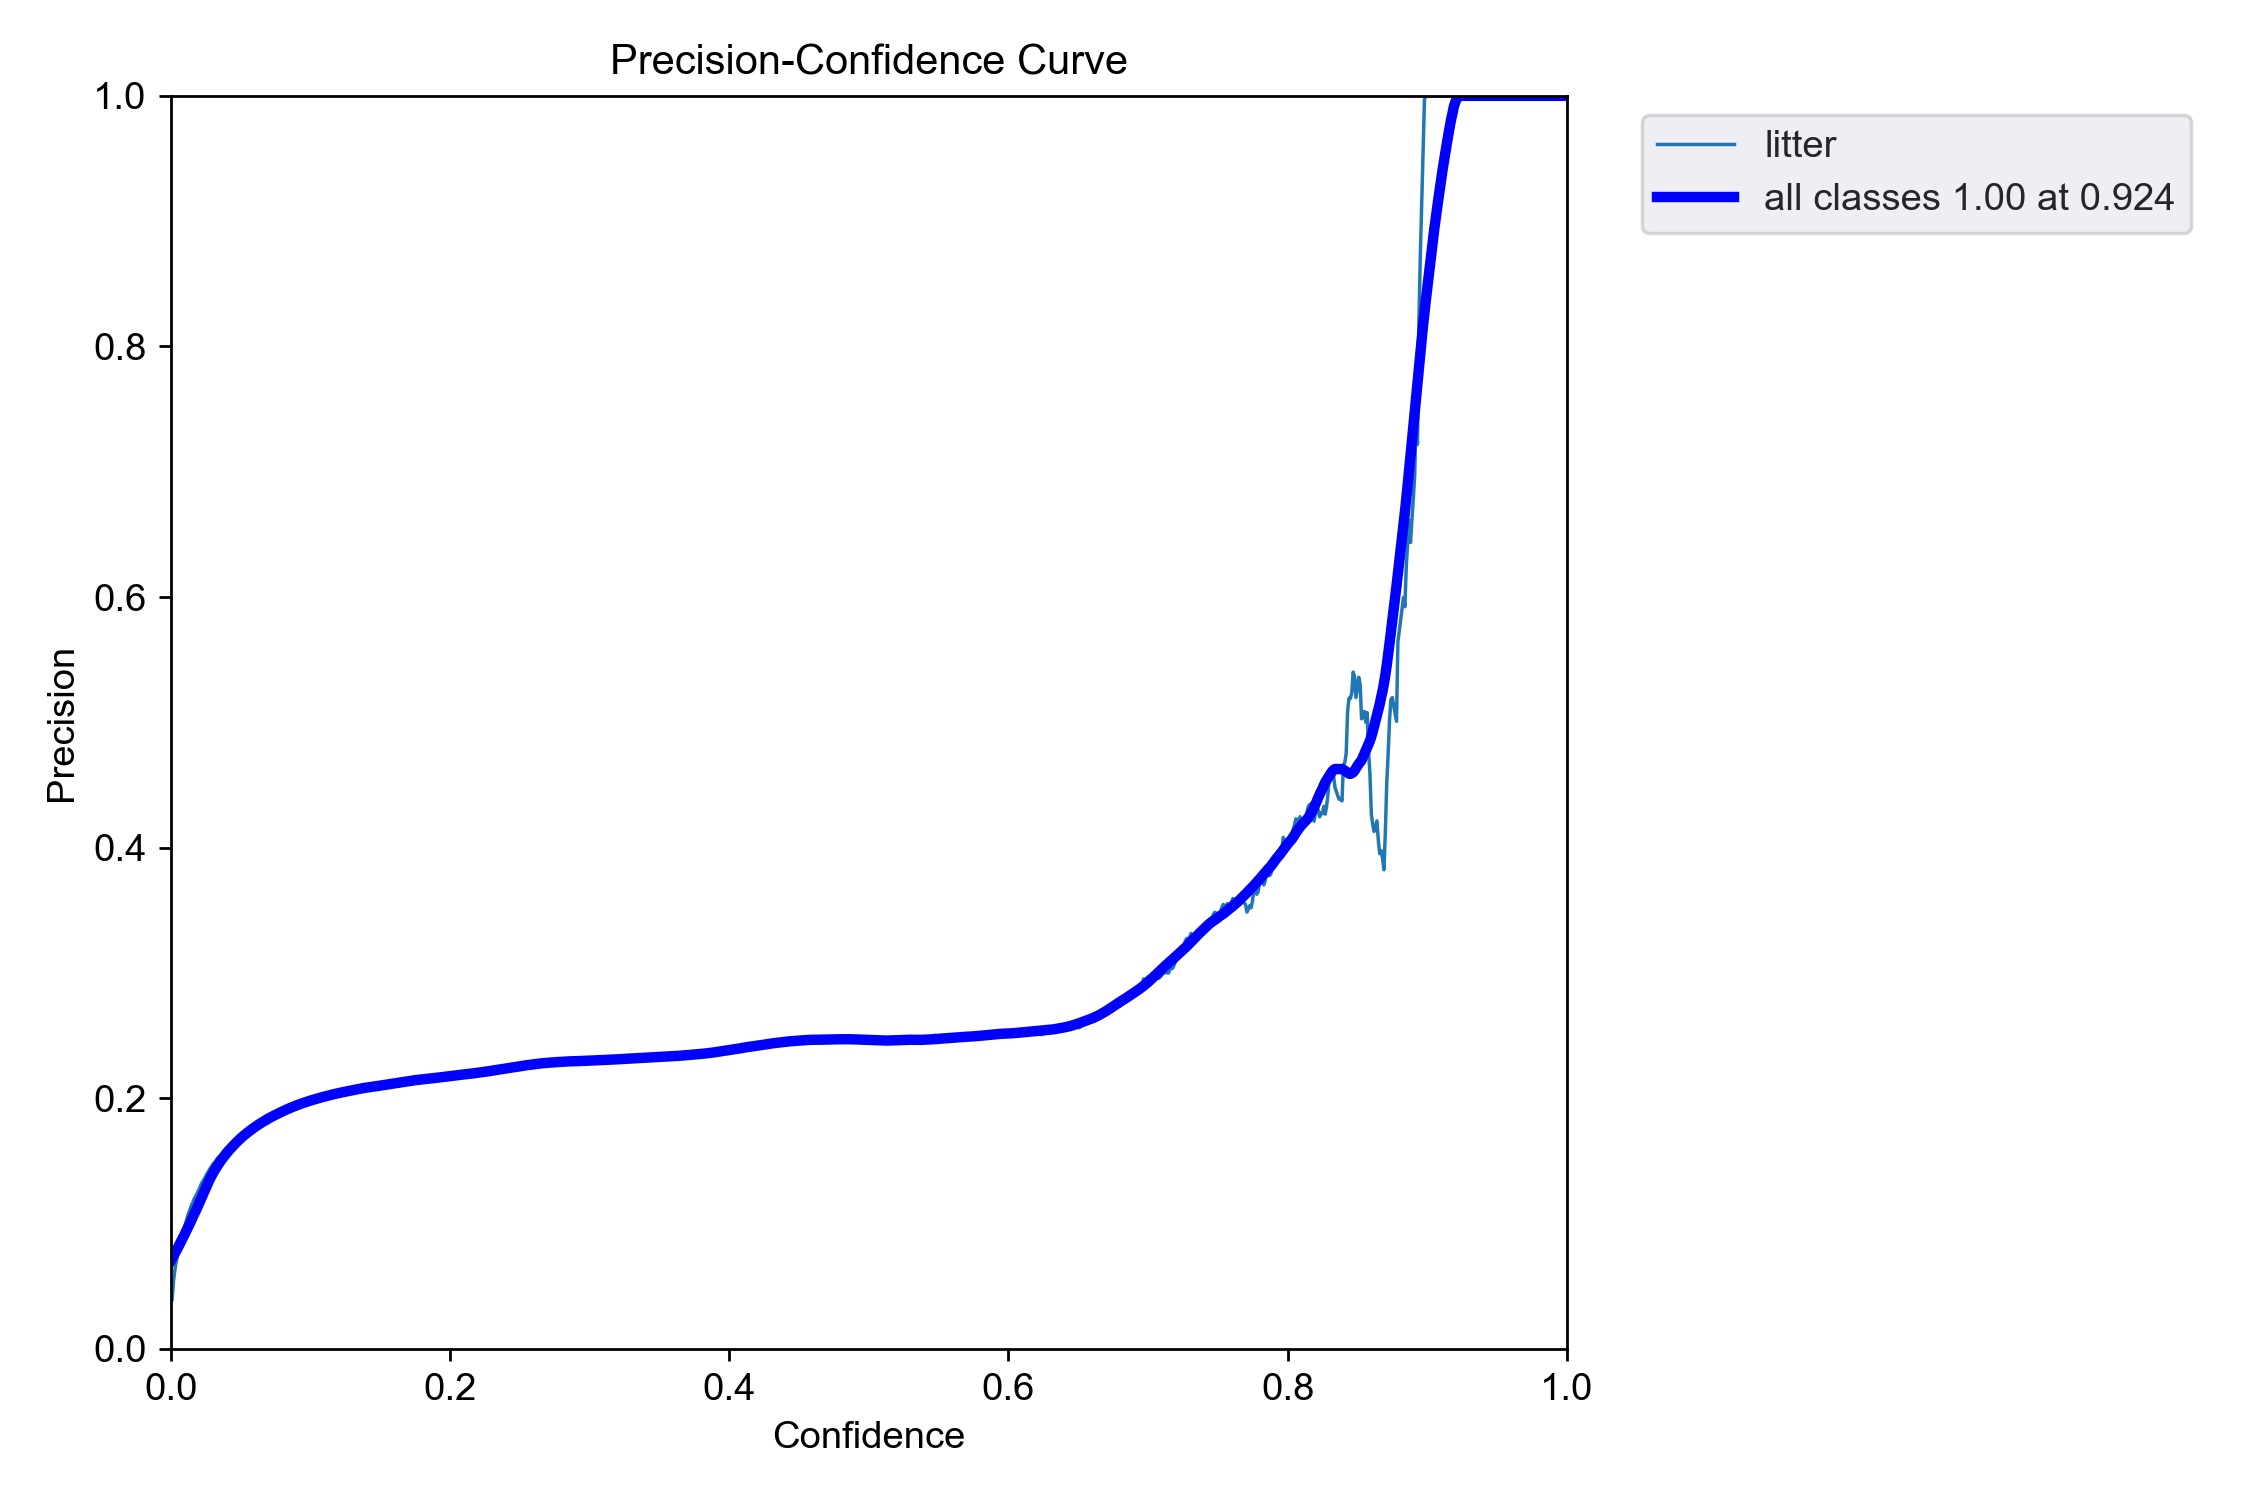 Precision-Confidence Curve
1.0
0.8
0.6
0.4
0.2
0.0
Precision
0.0 0.2 0.4 0.6 0.8 1.0
Confidence
litter
all classes 1.00 at 0.924